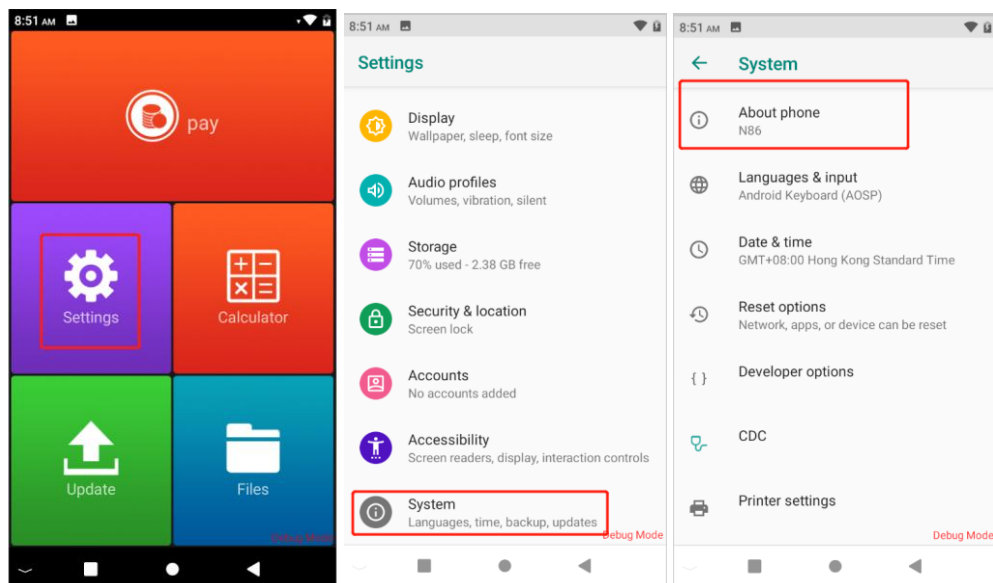 8:51 AM
pay
Settings
Calculator
Update
Files
Debug Mode
8:51 AM
Settings
Display
Wallpaper, sleep, font size
Audio profiles
Volumes, vibration, silent
Storage
70% used - 2.38 GB free
Security & location
Screen lock
Accounts
No accounts added
Accessibility
Screen readers, display, interaction controls
System
Languages, time, backup, updates
Debug Mode
8:51 AM
System
About phone
N86
Languages & input
Android Keyboard (AOSP)
Date & time
GMT+08:00 Hong Kong Standard Time
Reset options
Network, apps, or device can be reset
{ } Developer options
CDC
Printer settings
Debug Mode